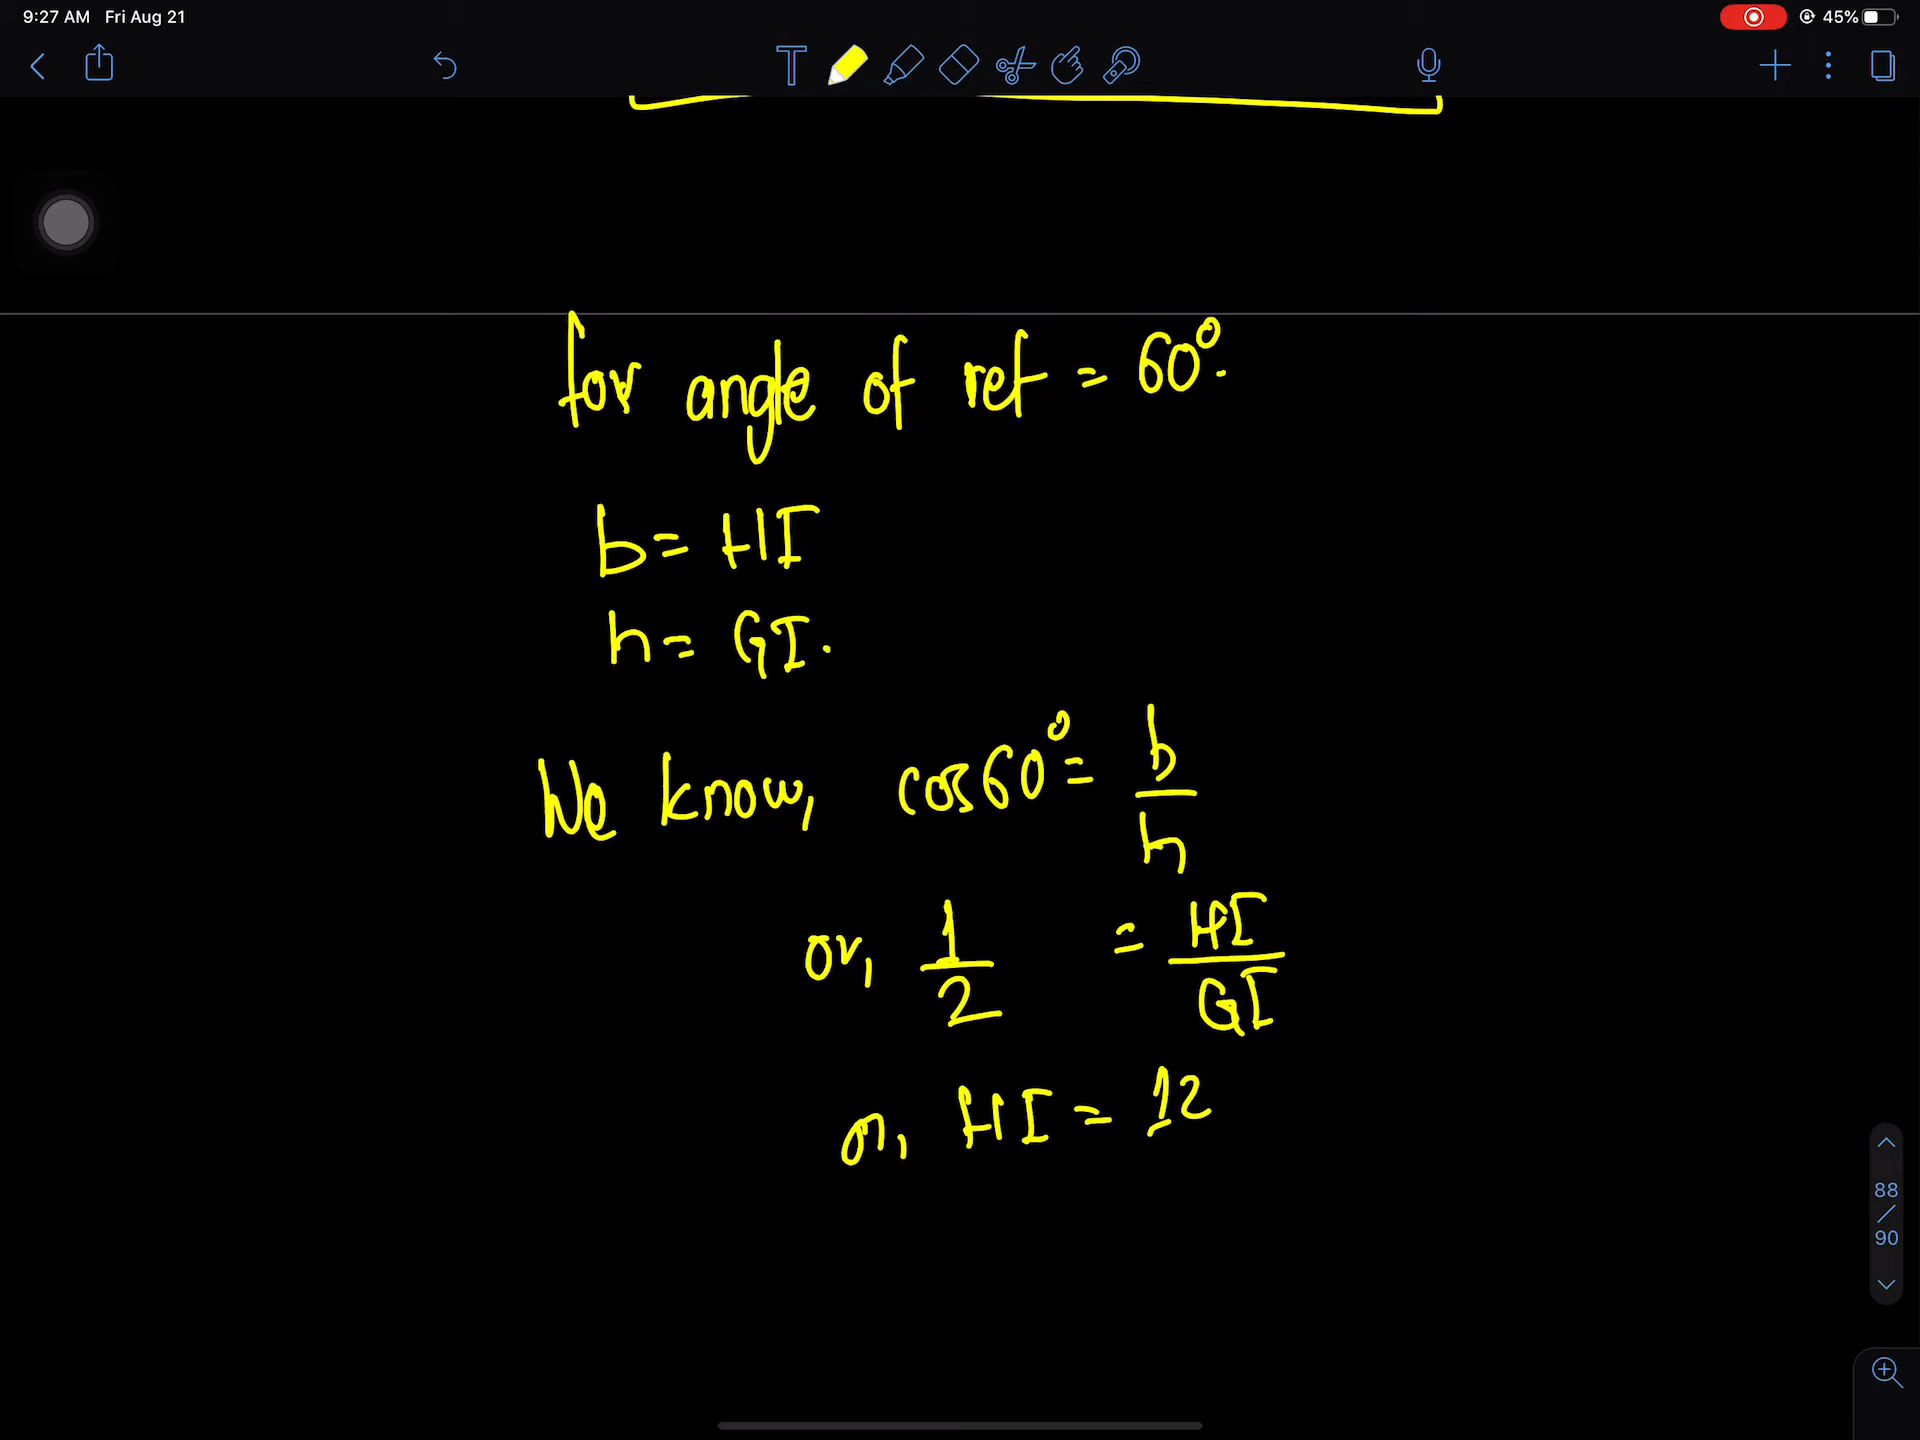 9:27 AM Fri Aug 21
45%
for angle of ref = 60°.
b = HI
h = GI.
We know, cos60° = b/h
or, 1/2 = HI/GI
or, HI = 12
88
/
90